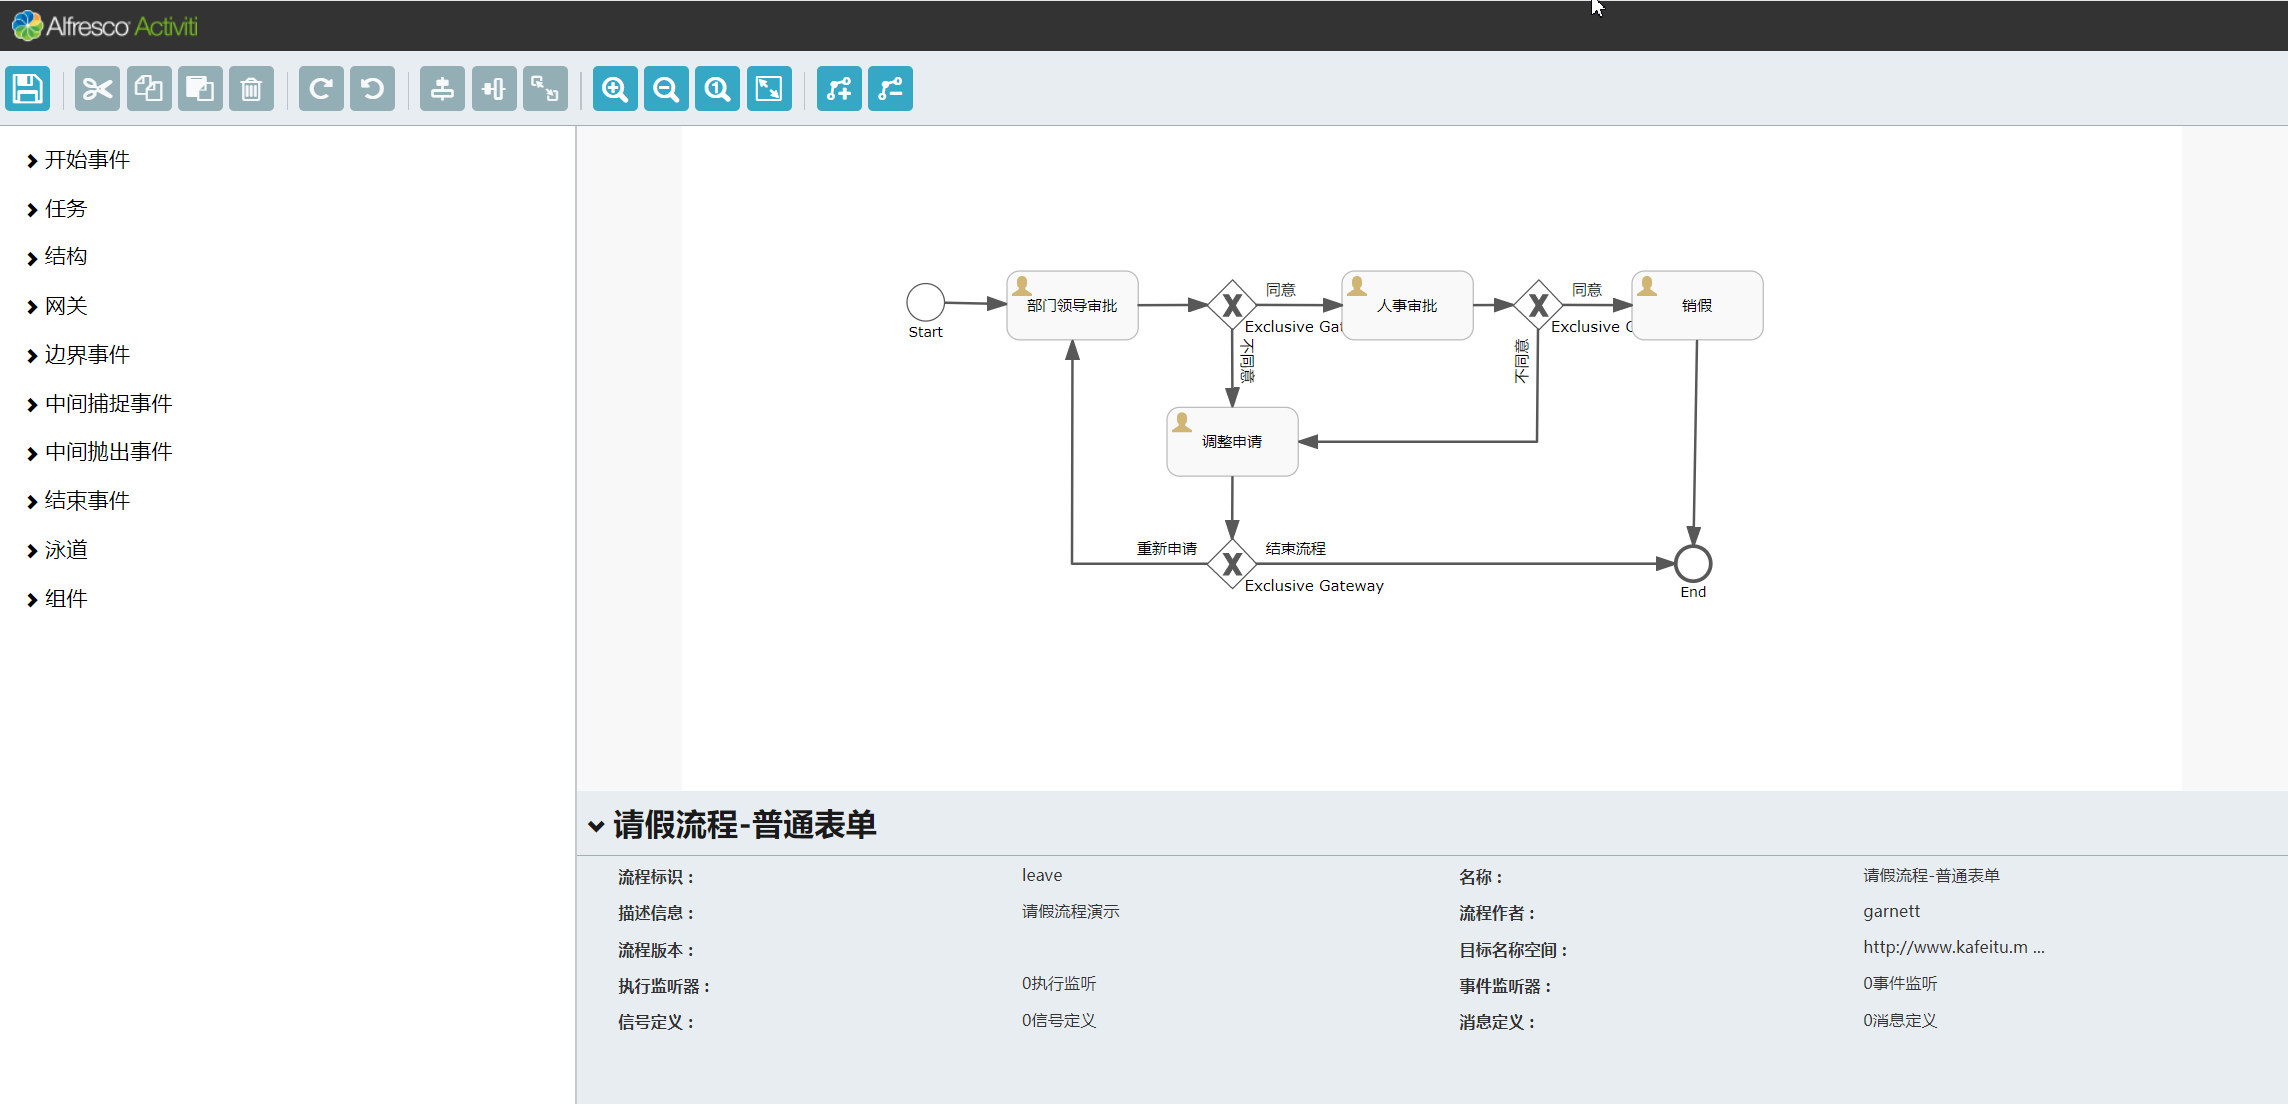 Alfresco Activiti
开始事件
任务
结构
网关
边界事件
中间捕捉事件
中间抛出事件
结束事件
泳道
组件
Start
部门领导审批
X
同意
Exclusive Gat
不同意
人事审批
X
同意
Exclusive
不同意
销假
调整申请
重新申请
X
结束流程
Exclusive Gateway
End
请假流程-普通表单
流程标识：
leave
名称：
请假流程-普通表单
描述信息：
请假流程演示
流程作者：
garnett
流程版本：
目标名称空间：
http://www.kafeitu.m ...
执行监听器：
0执行监听
事件监听器：
0事件监听
信号定义：
0信号定义
消息定义：
0消息定义